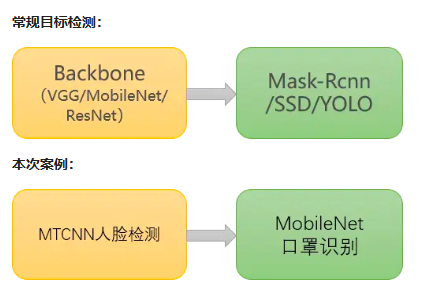 常规目标检测：
Backbone
（VGG/MobileNet/
ResNet）
Mask-Rcnn
/SSD/YOLO
本次案例：
MTCNN人脸检测
MobileNet
口罩识别